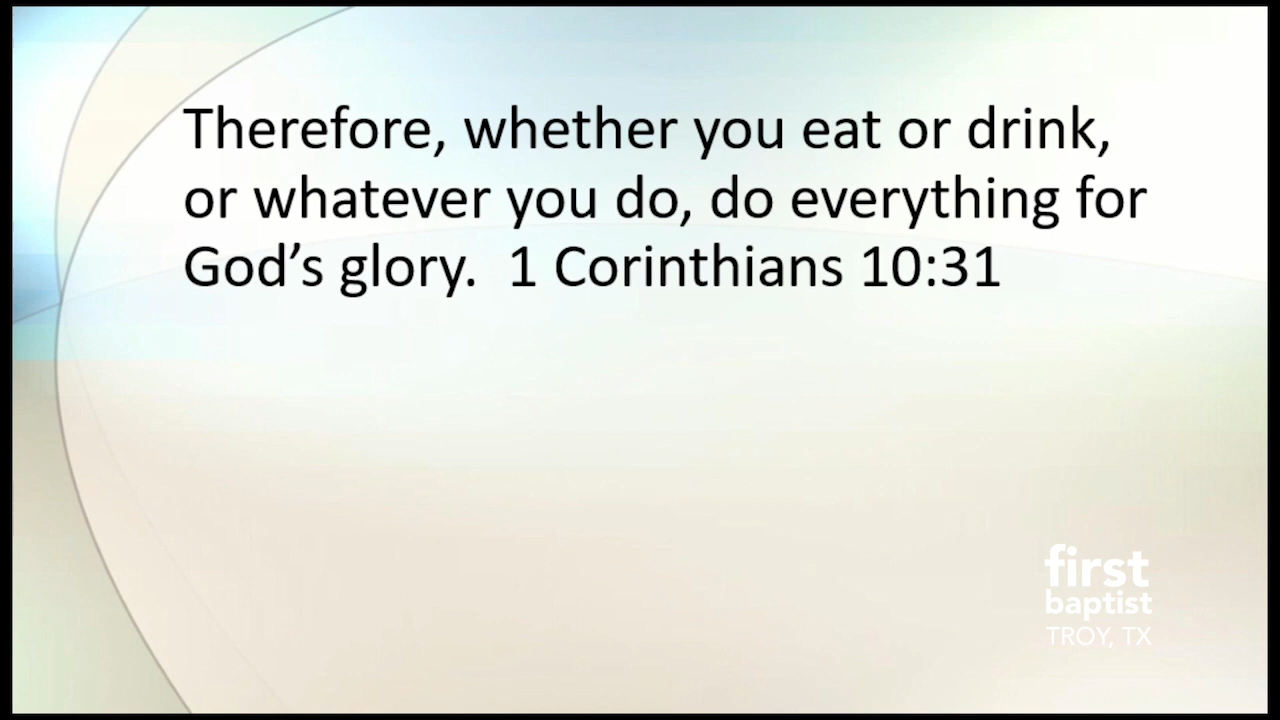 Therefore, whether you eat or drink,
or whatever you do, do everything for
God’s glory.  1 Corinthians 10:31
first
baptist
TROY, TX